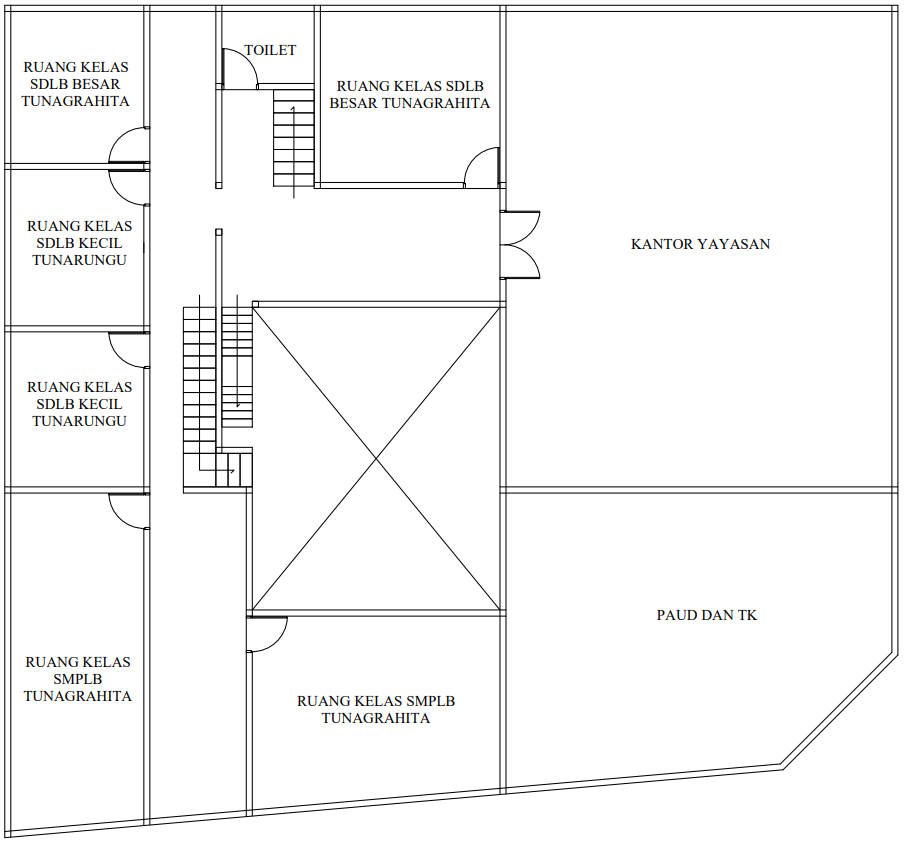 RUANG KELAS
SDLB BESAR
TUNAGRAHITA
TOILET
RUANG KELAS SDLB
BESAR TUNAGRAHITA
RUANG KELAS
SDLB KECIL
TUNARUNGU
KANTOR YAYASAN
RUANG KELAS
SDLB KECIL
TUNARUNGU
PAUD DAN TK
RUANG KELAS
SMPLB
TUNAGRAHITA
RUANG KELAS SMPLB
TUNAGRAHITA